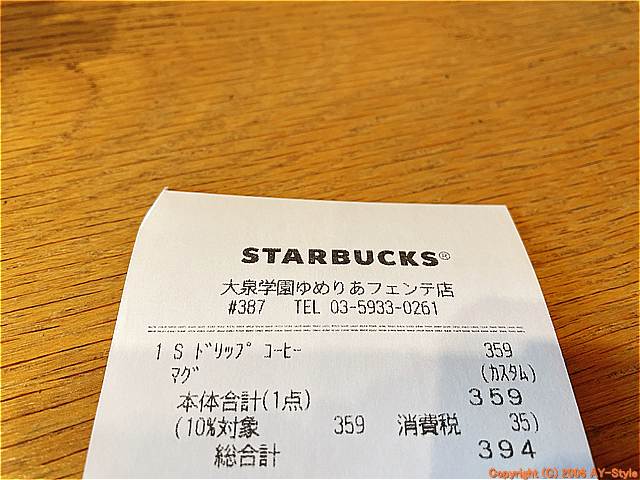 STARBUCKS®
大泉学園ゆめりあフェンテ店
#387 TEL 03-5933-0261
1 S ﾄﾞﾘｯﾌﾟ ｺｰﾋｰ 359
ﾏｸﾞ (ｶｽﾀﾑ)
本体合計(1点) 359
(10%対象 359 消費税 35)
総合計 394
Copyright (C) 2006 AY-Style